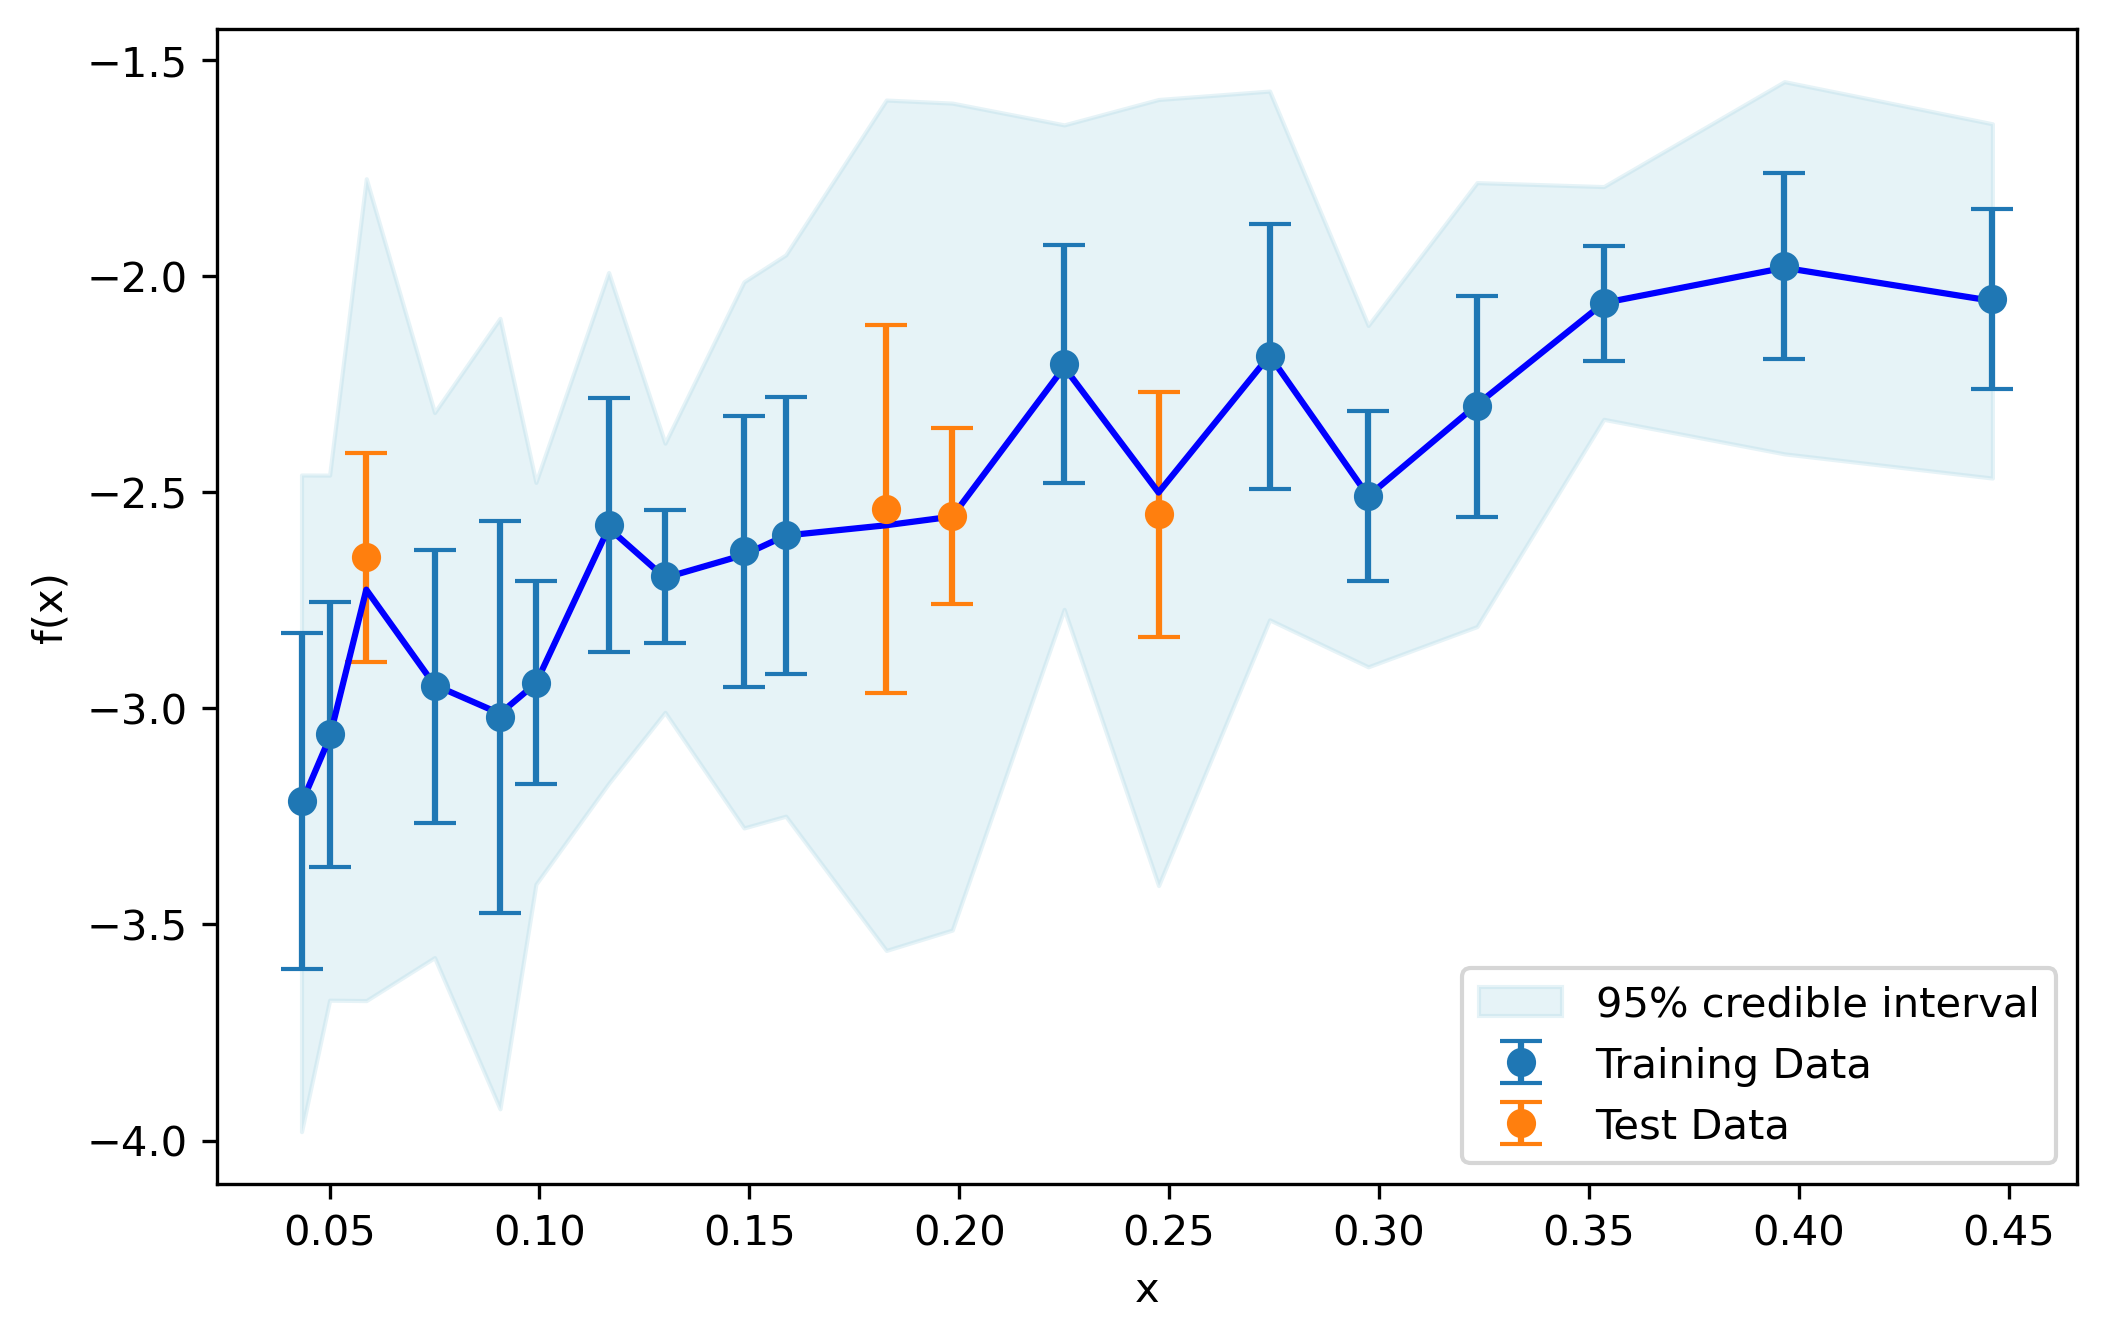 −1.5
−2.0
−2.5
−3.0
−3.5
−4.0
f(x)
95% credible interval
Training Data
Test Data
0.05 0.10 0.15 0.20 0.25 0.30 0.35 0.40 0.45
x